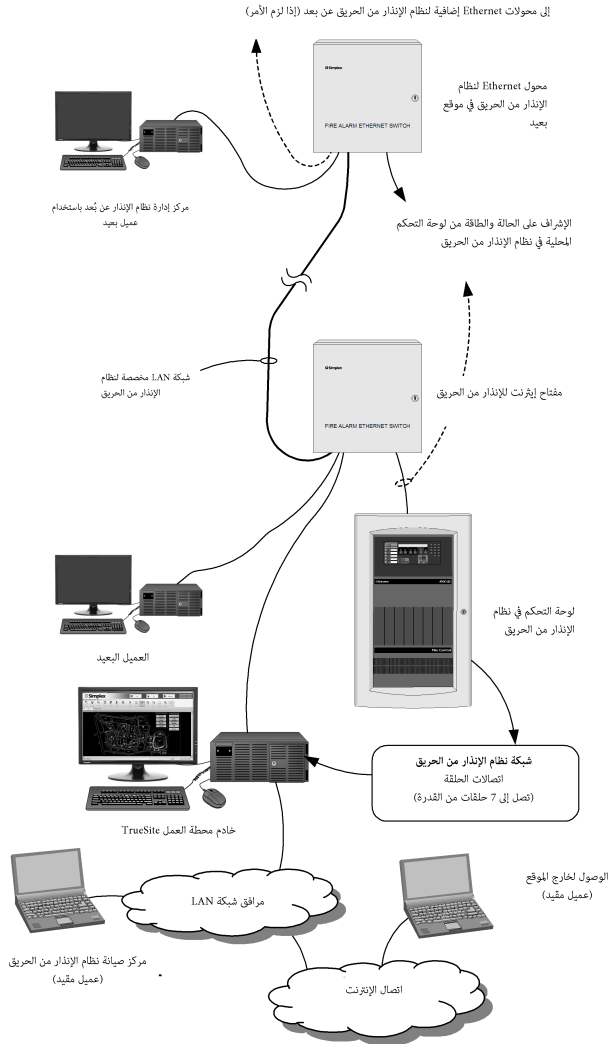 إلى محولات Ethernet إضافية لنظام الإنذار من الحريق عن بعد (إذا لزم الأمر)
Simplex
FIRE ALARM ETHERNET SWITCH
محول Ethernet لنظام
الإنذار من الحريق في موقع
بعيد
مركز إدارة نظام الإنذار عن بُعد باستخدام
عميل بعيد
الإشراف على الحالة والطاقة من لوحة التحكم
المحلية في نظام الإنذار من الحريق
شبكة LAN مخصصة لنظام
الإنذار من الحريق
Simplex
FIRE ALARM ETHERNET SWITCH
مفتاح إيثرنت للإنذار من الحريق
العميل البعيد
لوحة التحكم في نظام
الإنذار من الحريق
Simplex
خادم محطة العمل TrueSite
شبكة نظام الإنذار من الحريق
اتصالات الحلقة
(تصل إلى 7 حلقات من القدرة)
الوصول لخارج الموقع
(عميل مقيد)
مرافق شبكة LAN
مركز صيانة نظام الإنذار من الحريق
(عميل مقيد)
اتصال الإنترنت